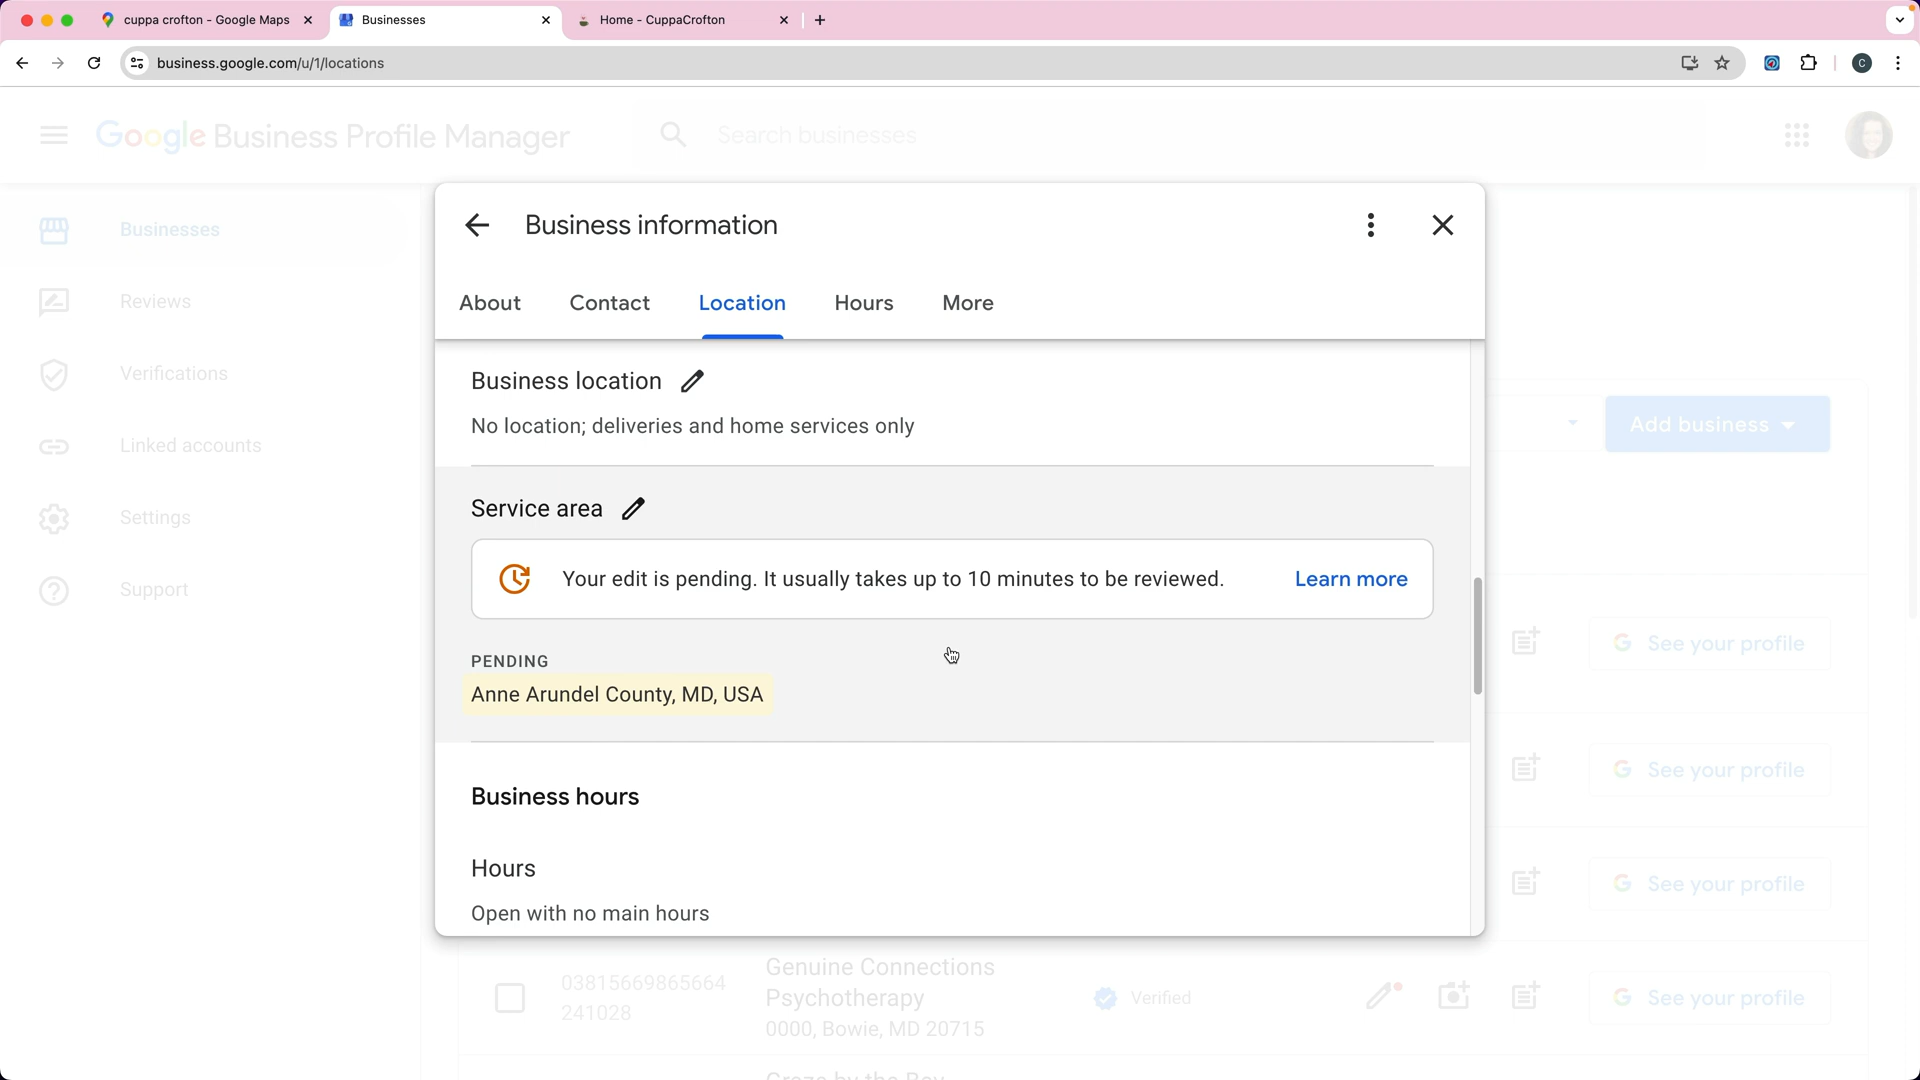 cuppa crofton - Google Maps
Businesses
Home - CuppaCrofton
business.google.com/u/1/locations
C
Google Business Profile Manager
Search businesses
Businesses
Reviews
Verifications
Linked accounts
Settings
Support
Business information
About
Contact
Location
Hours
More
Business location
No location; deliveries and home services only
Service area
Your edit is pending. It usually takes up to 10 minutes to be reviewed.
Learn more
PENDING
Anne Arundel County, MD, USA
Business hours
Hours
Open with no main hours
Add business
See your profile
See your profile
See your profile
03815669865664
241028
Genuine Connections
Psychotherapy
0000, Bowie, MD 20715
Verified
See your profile